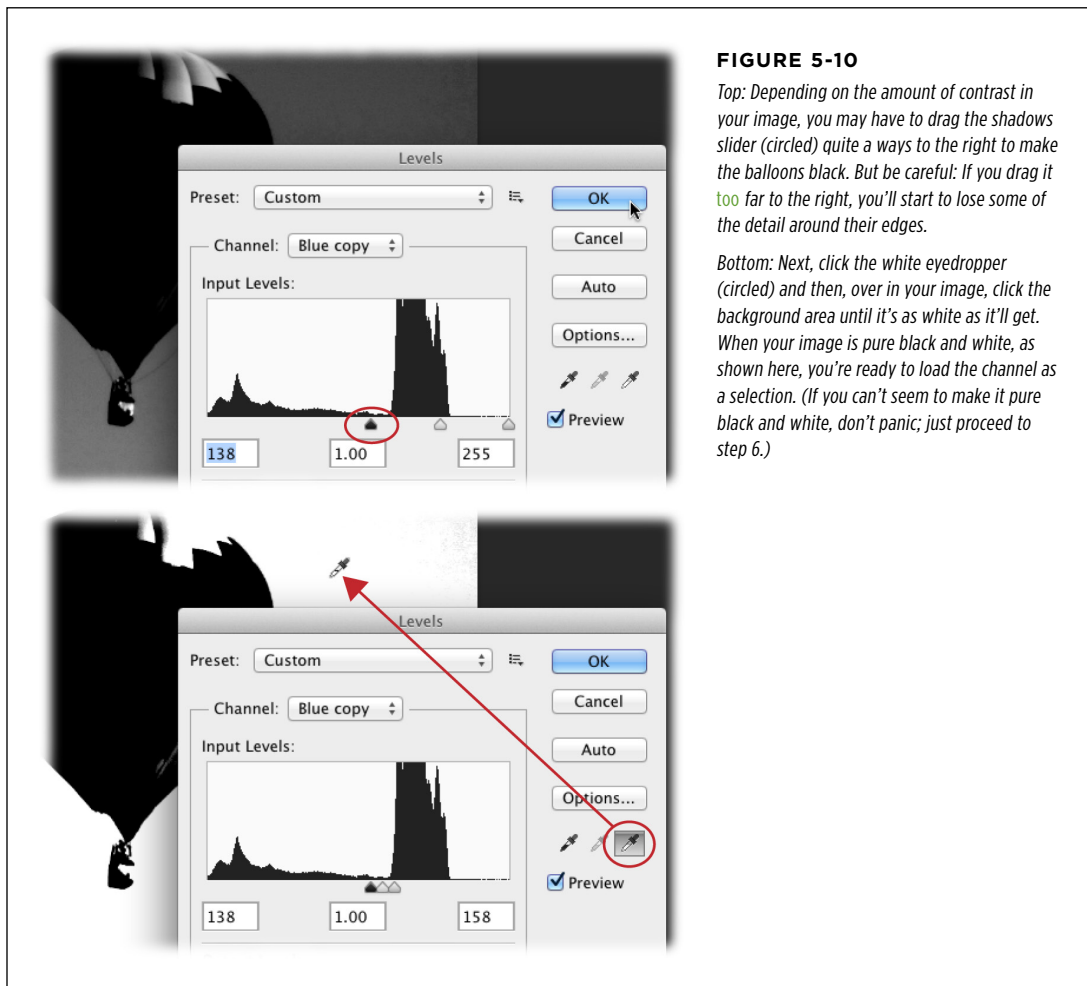 FIGURE 5-10
Top: Depending on the amount of contrast in
your image, you may have to drag the shadows
slider (circled) quite a ways to the right to make
the balloons black. But be careful: If you drag it
too far to the right, you'll start to lose some of
the detail around their edges.
Bottom: Next, click the white eyedropper
(circled) and then, over in your image, click the
background area until it's as white as it'll get.
When your image is pure black and white, as
shown here, you're ready to load the channel as
a selection. (If you can't seem to make it pure
black and white, don't panic; just proceed to
step 6.)
Levels
Preset: Custom
OK
Channel: Blue copy
Cancel
Input Levels:
Auto
Options...
Preview
138 1.00 255
Levels
Preset: Custom
OK
Channel: Blue copy
Cancel
Input Levels:
Auto
Options...
Preview
138 1.00 158